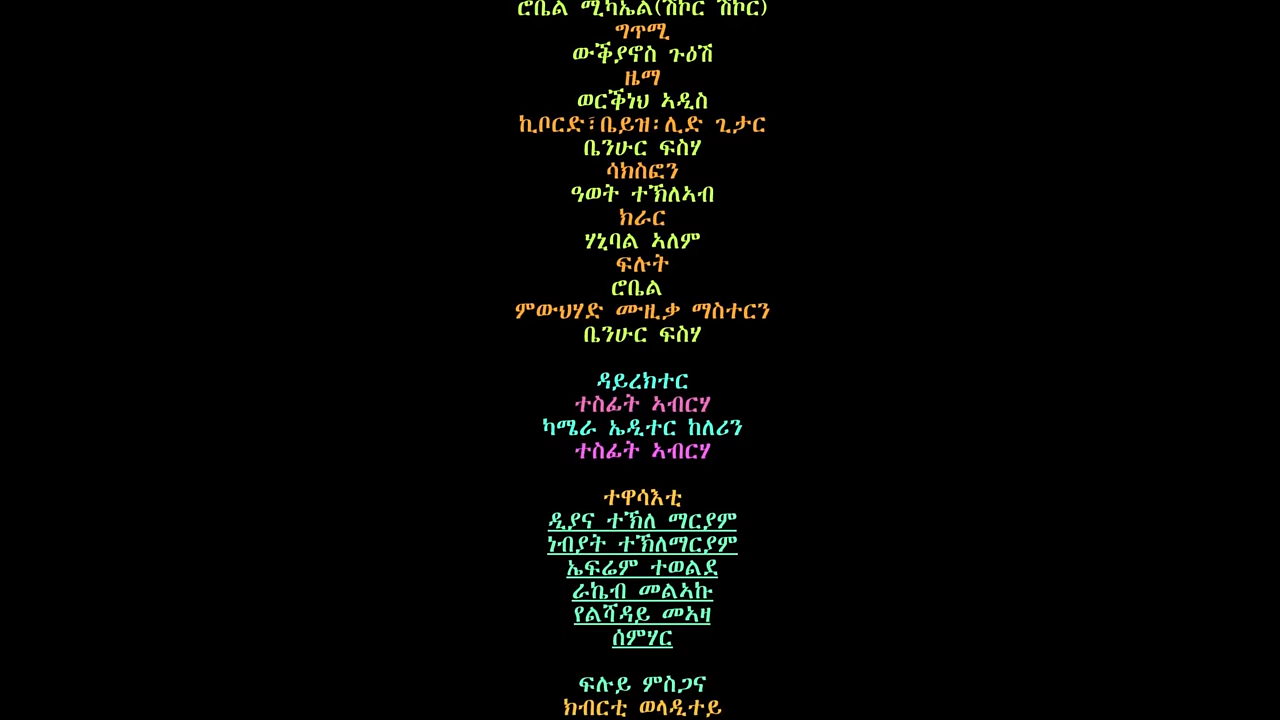 ሮቤል ሚካኤል(ሽኮር ሽኮር)
ግጥሚ
ውቕያኖስ ጉዕሽ
ዜማ
ወርቕነህ ኣዲስ
ኪቦርድ፣ቤይዝ፡ሊድ ጊታር
ቤንሁር ፍስሃ
ሳክስፎን
ዓወት ተኽለኣብ
ክራር
ሃኒባል ኣለም
ፍሉት
ሮቤል
ምውህሃድ ሙዚቃ ማስተርን
ቤንሁር ፍስሃ
ዳይረክተር
ተስፊት ኣብርሃ
ካሜራ ኤዲተር ከለሪን
ተስፊት ኣብርሃ
ተዋሳእቲ
ዲያና ተኽለ ማርያም
ነብያት ተኽለማርያም
ኤፍሬም ተወልደ
ራኬብ መልኣኩ
የልሻዳይ መኣዛ
ሰምሃር
ፍሉይ ምስጋና
ክብርቲ ወላዲተይ